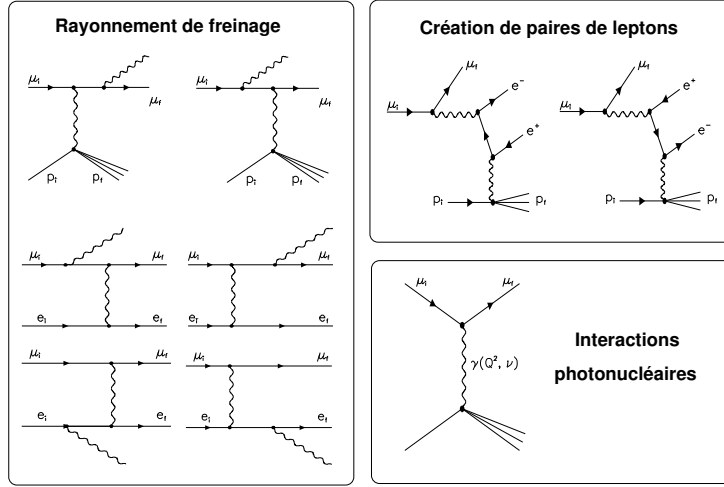 Rayonnement de freinage
μi
μf
pi
pf
μi
μf
pi
pf
μi
μf
ei
ef
μi
μf
ei
ef
μi
μf
ei
ef
μi
μf
ei
ef
Création de paires de leptons
μi
μf
e⁻
e⁺
pi
pf
μi
μf
e⁺
e⁻
pi
pf
μi
μf
γ(Q², ν)
Interactions
photonucléaires